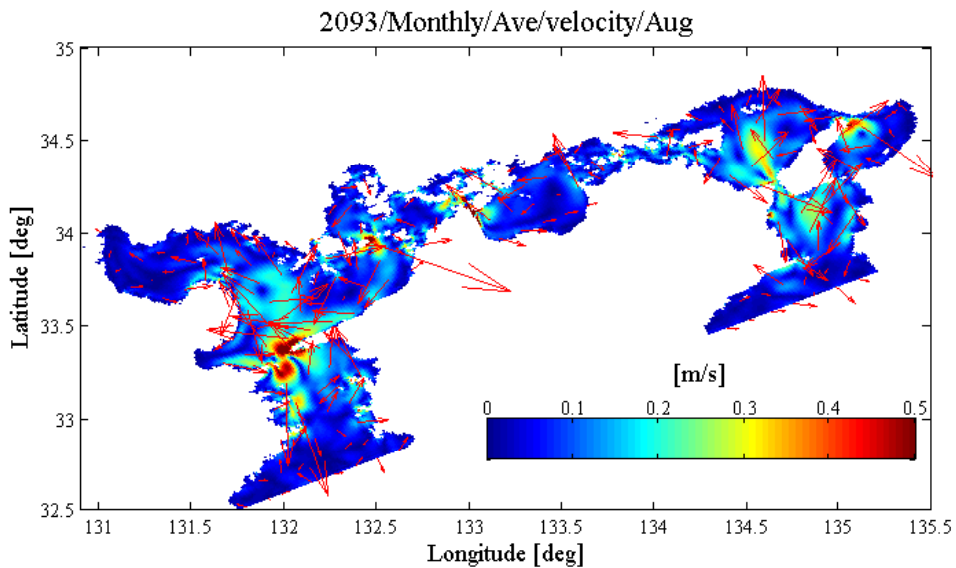 2093/Monthly/Ave/velocity/Aug
35
34.5
34
33.5
33
32.5
Latitude [deg]
[m/s]
0 0.1 0.2 0.3 0.4 0.5
131 131.5 132 132.5 133 133.5 134 134.5 135 135.5
Longitude [deg]